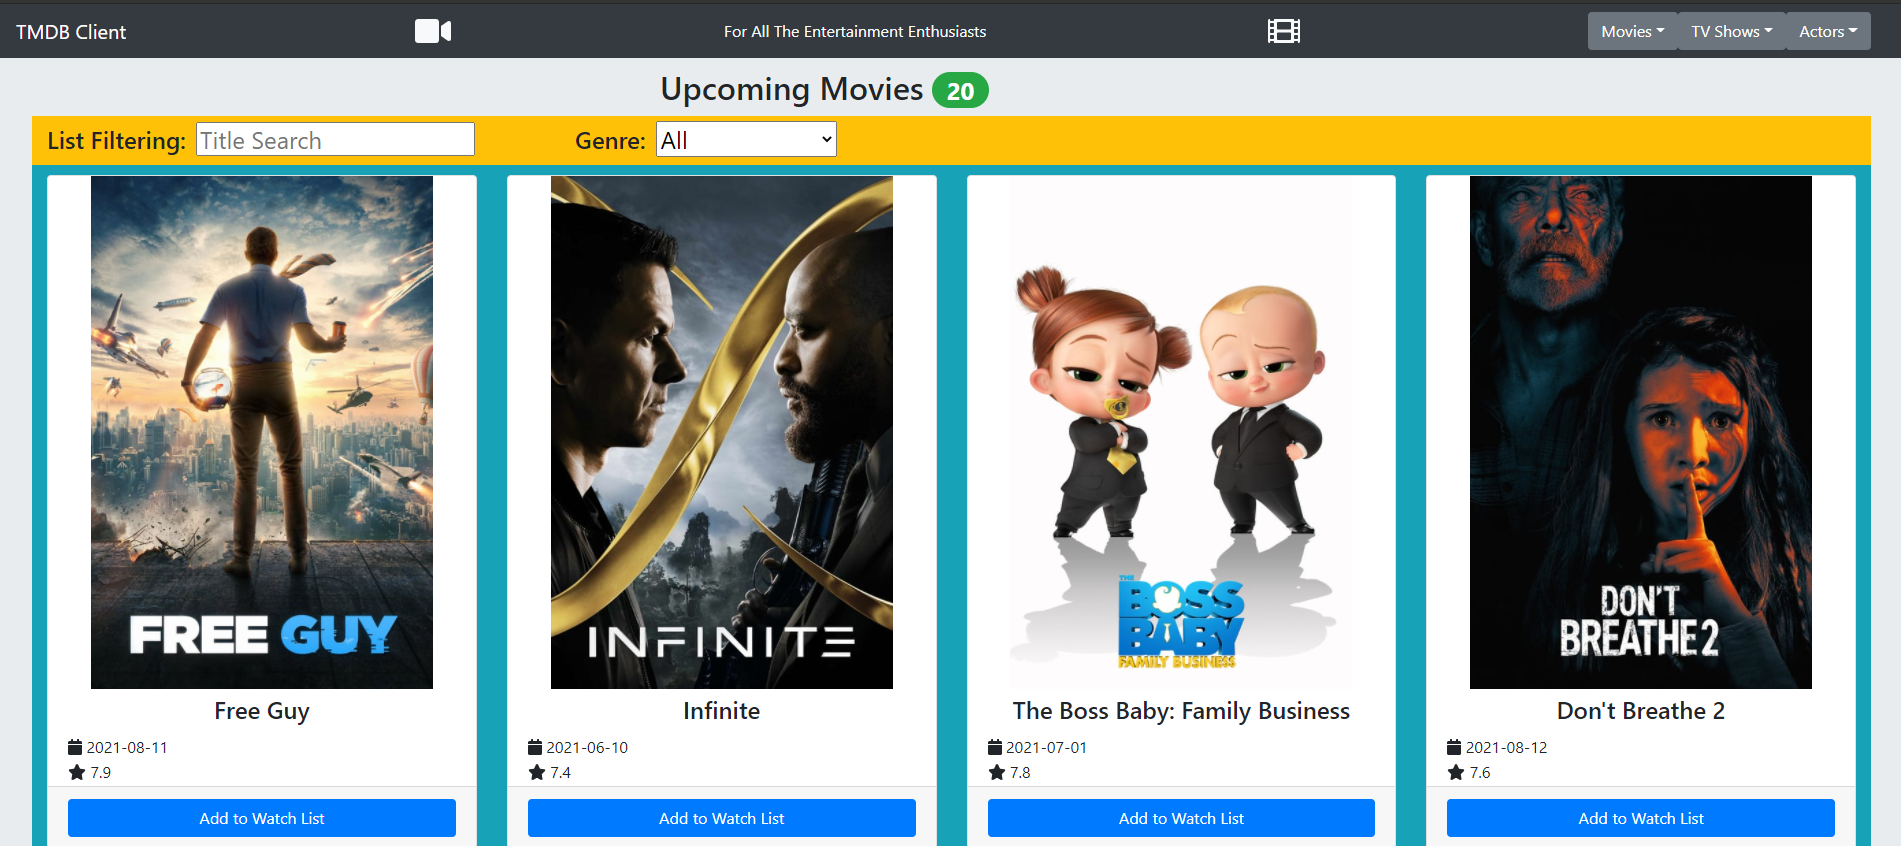 TMDB Client
For All The Entertainment Enthusiasts
Movies
TV Shows
Actors
Upcoming Movies 20
List Filtering: Title Search
Genre: All
FREE GUY
INFINITE
THE
BOSS
BABY
FAMILY BUSINESS
DON'T
BREATHE 2
Free Guy
2021-08-11
7.9
Add to Watch List
Infinite
2021-06-10
7.4
Add to Watch List
The Boss Baby: Family Business
2021-07-01
7.8
Add to Watch List
Don't Breathe 2
2021-08-12
7.6
Add to Watch List